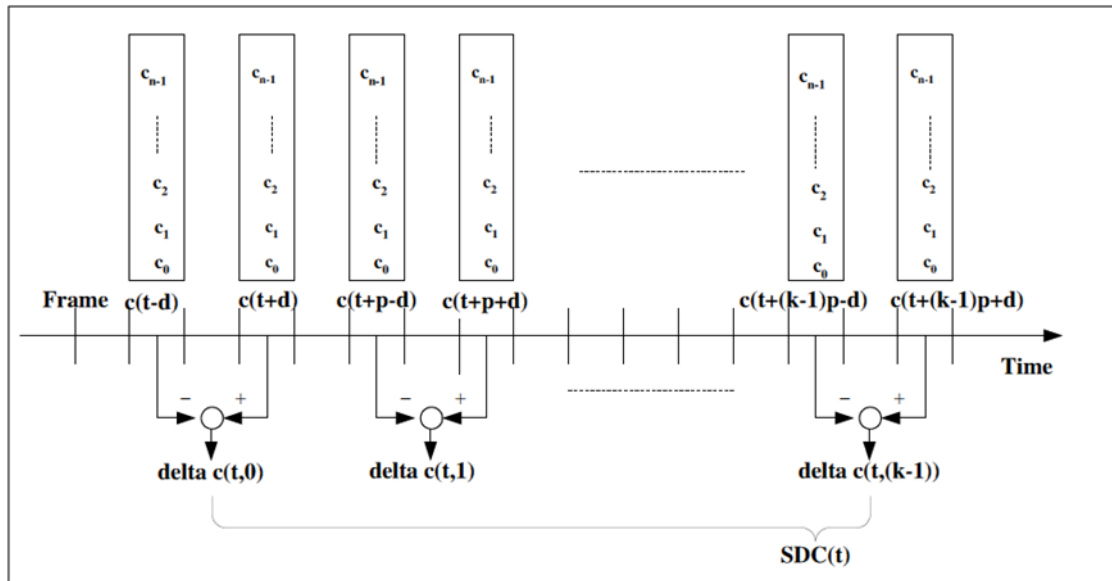 c_{n-1} c_{n-1} c_{n-1} c_{n-1} c_{n-1} c_{n-1}
c_2 c_2 c_2 c_2 c_2 c_2
c_1 c_1 c_1 c_1 c_1 c_1
c_0 c_0 c_0 c_0 c_0 c_0
Frame c(t-d) c(t+d) c(t+p-d) c(t+p+d) c(t+(k-1)p-d) c(t+(k-1)p+d)
Time
− + − + − +
delta c(t,0) delta c(t,1) delta c(t,(k-1))
SDC(t)